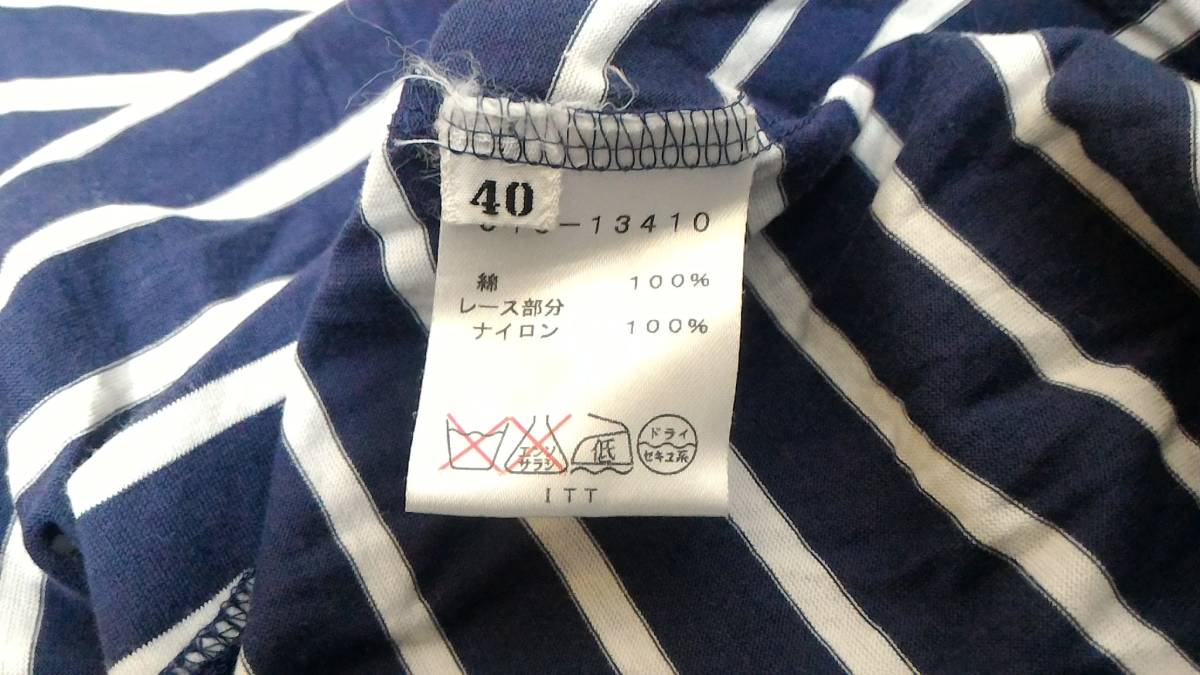 40
-13410
綿 100%
レース部分
ナイロン 100%
エンソ
サラシ
低
ドライ
セキユ系
ITT